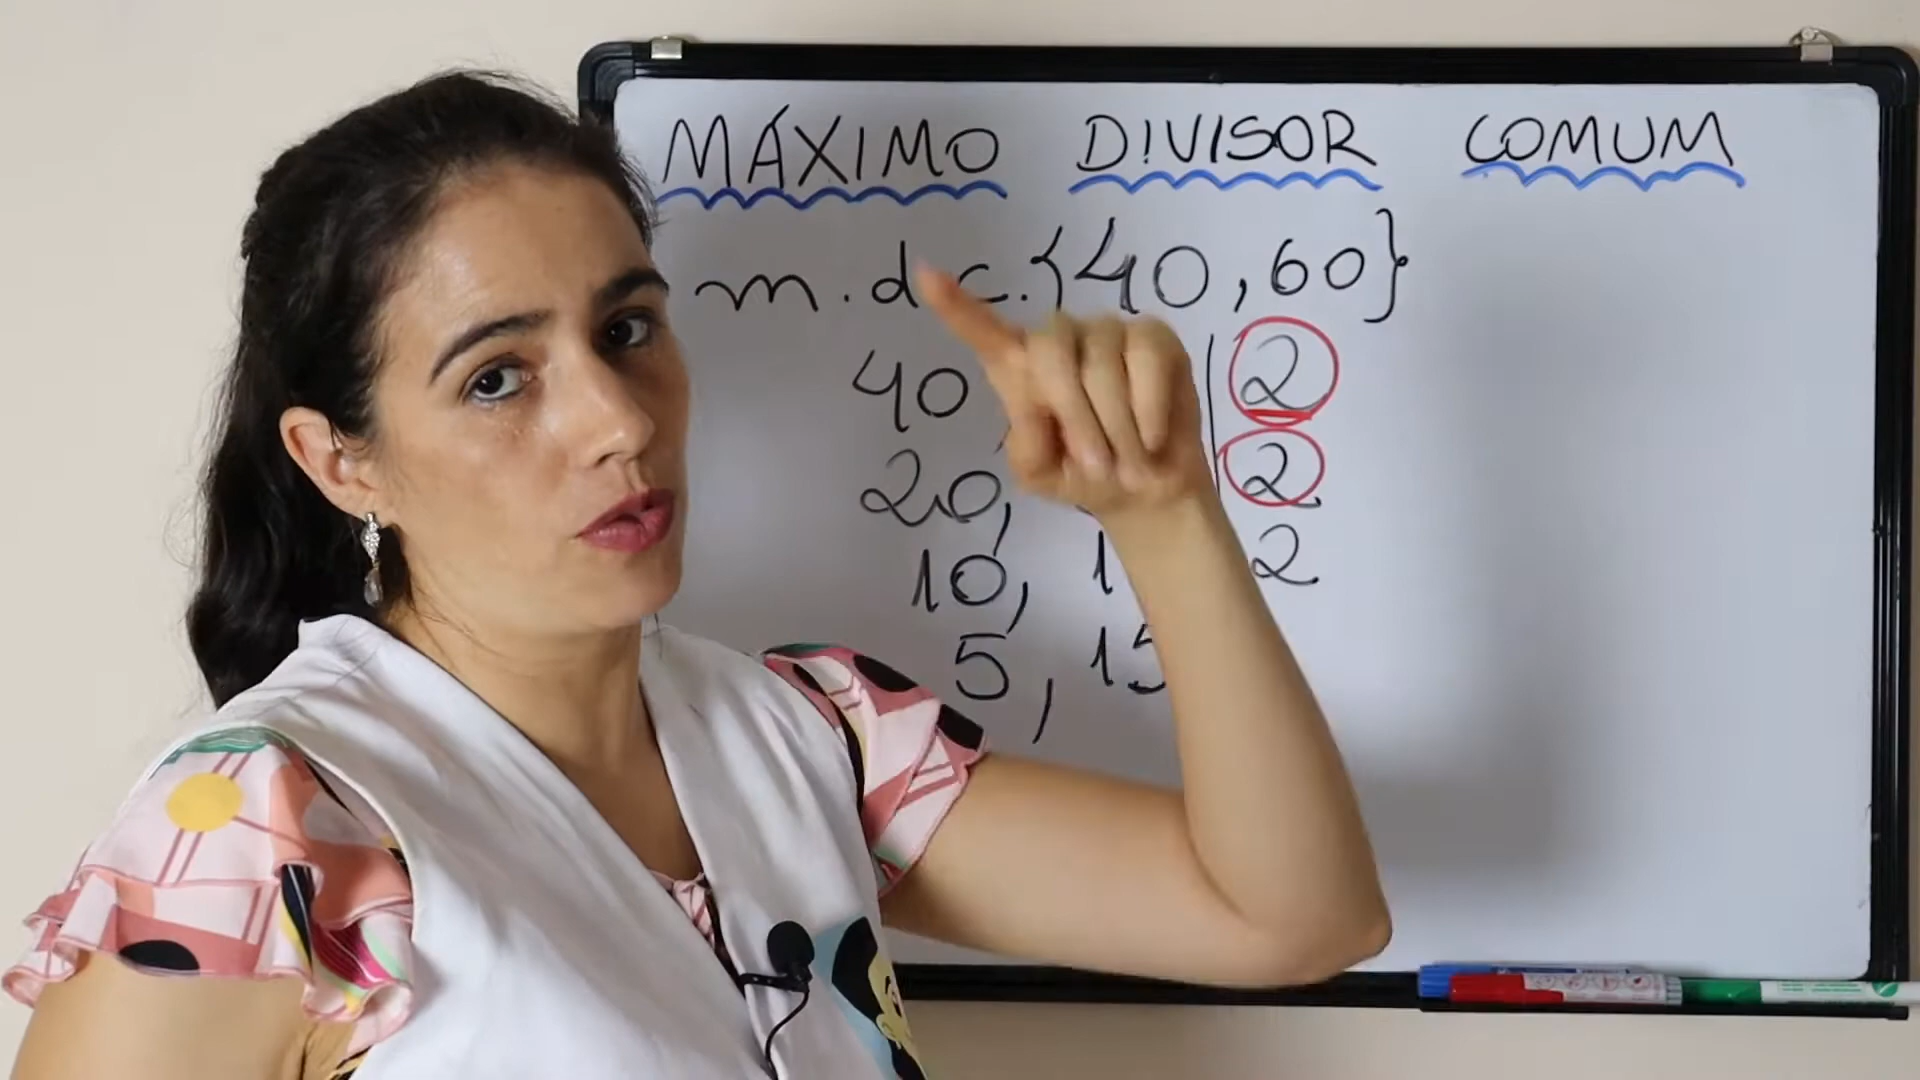 MÁXIMO DIVISOR COMUM
m.d.c.{40,60}
40 2
20, 2
10, 1 2
5, 15